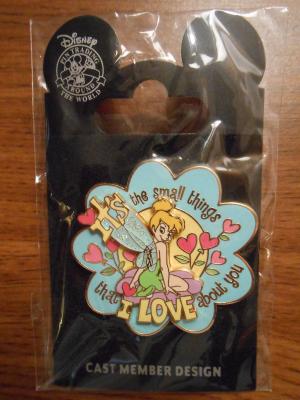 Disney
PIN TRADING
AROUND
THE WORLD
It's the small things
that I LOVE about you
CAST MEMBER DESIGN